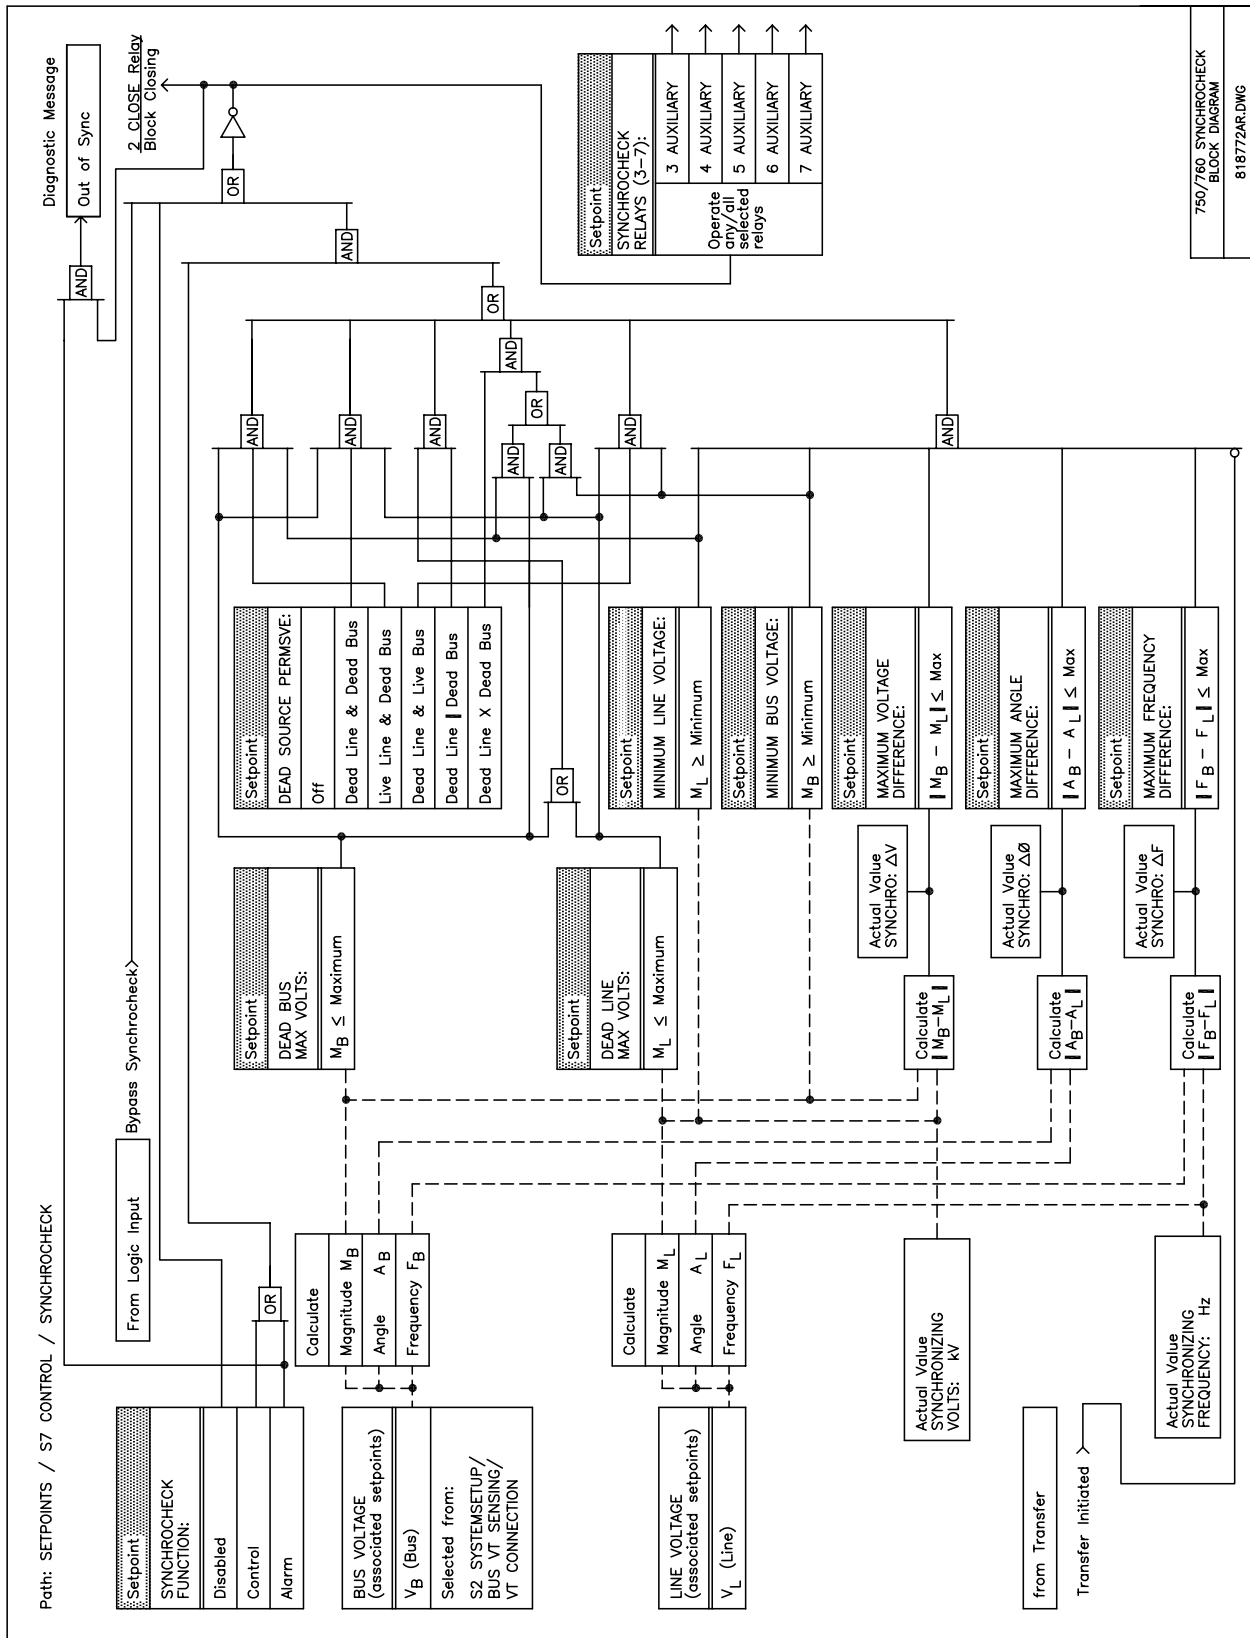 Path: SETPOINTS / S7 CONTROL / SYNCHROCHECK
Setpoint
SYNCHROCHECK
FUNCTION:
Disabled
Control
Alarm
OR
From Logic Input
Bypass Synchrocheck
BUS VOLTAGE
(associated setpoints)
V_B (Bus)
Selected from:
S2 SYSTEMSETUP/
BUS VT SENSING/
VT CONNECTION
Calculate
Magnitude M_B
Angle A_B
Frequency F_B
LINE VOLTAGE
(associated setpoints)
V_L (Line)
Calculate
Magnitude M_L
Angle A_L
Frequency F_L
Actual Value
SYNCHRONIZING
VOLTS: kV
from Transfer
Transfer Initiated
Actual Value
SYNCHRONIZING
FREQUENCY: Hz
Setpoint
DEAD BUS
MAX VOLTS:
M_B ≤ Maximum
Setpoint
DEAD LINE
MAX VOLTS:
M_L ≤ Maximum
Calculate
|M_B−M_L|
Calculate
|A_B−A_L|
Calculate
|F_B−F_L|
Actual Value
SYNCHRO: ΔV
Actual Value
SYNCHRO: ΔØ
Actual Value
SYNCHRO: ΔF
OR
Setpoint
DEAD SOURCE PERMSVE:
Off
Dead Line & Dead Bus
Live Line & Dead Bus
Dead Line & Live Bus
Dead Line | Dead Bus
Dead Line X Dead Bus
Setpoint
MINIMUM LINE VOLTAGE:
M_L ≥ Minimum
Setpoint
MINIMUM BUS VOLTAGE:
M_B ≥ Minimum
Setpoint
MAXIMUM VOLTAGE
DIFFERENCE:
|M_B − M_L| ≤ Max
Setpoint
MAXIMUM ANGLE
DIFFERENCE:
|A_B − A_L| ≤ Max
Setpoint
MAXIMUM FREQUENCY
DIFFERENCE:
|F_B − F_L| ≤ Max
AND
AND
AND
AND
AND
OR
AND
AND
AND
OR
AND
OR
AND
Diagnostic Message
Out of Sync
2 CLOSE Relay
Block Closing
Setpoint
SYNCHROCHECK
RELAYS (3−7):
Operate
any/all
selected
relays
3 AUXILIARY
4 AUXILIARY
5 AUXILIARY
6 AUXILIARY
7 AUXILIARY
750/760 SYNCHROCHECK
BLOCK DIAGRAM
818772AR.DWG